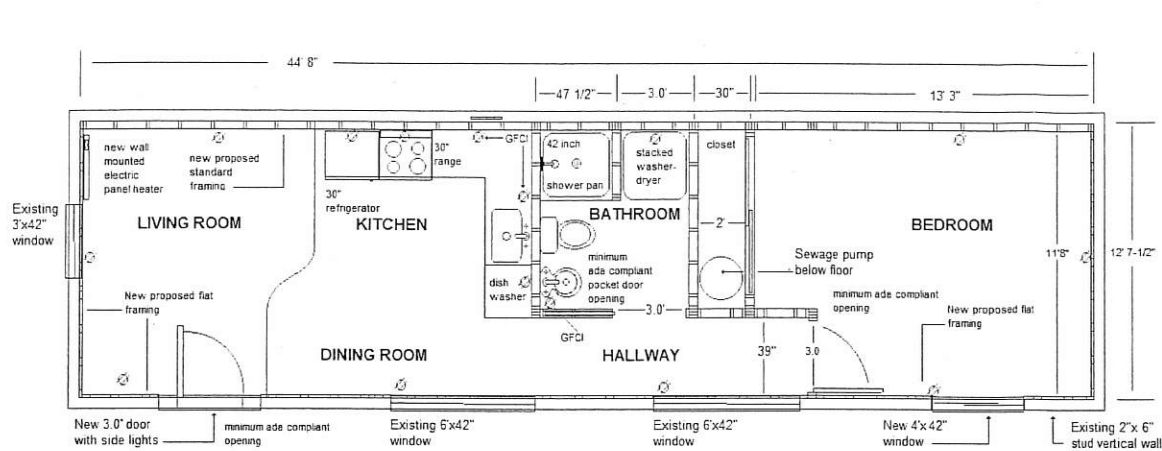 44' 8"
47 1/2"
3.0'
30"
13' 3"
GFCI
new wall
mounted
electric
panel heater
new proposed
standard
framing
30"
range
42 inch
shower pan
stacked
washer-
dryer
closet
30"
refrigrator
Existing
3'x42"
window
LIVING ROOM
KITCHEN
BATHROOM
2'
BEDROOM
11'8"
12' 7-1/2"
minimum
ada compliant
pocket door
opening
Sewage pump
below floor
dish
washer
New proposed flat
framing
3.0'
minimum ada compliant
opening
New proposed flat
framing
GFCI
DINING ROOM
HALLWAY
39"
3.0
New 3.0" door
with side lights
minimum ada compliant
opening
Existing 6'x42"
window
Existing 6'x42"
window
New 4'x 42"
window
Existing 2"x 6"
stud vertical wall